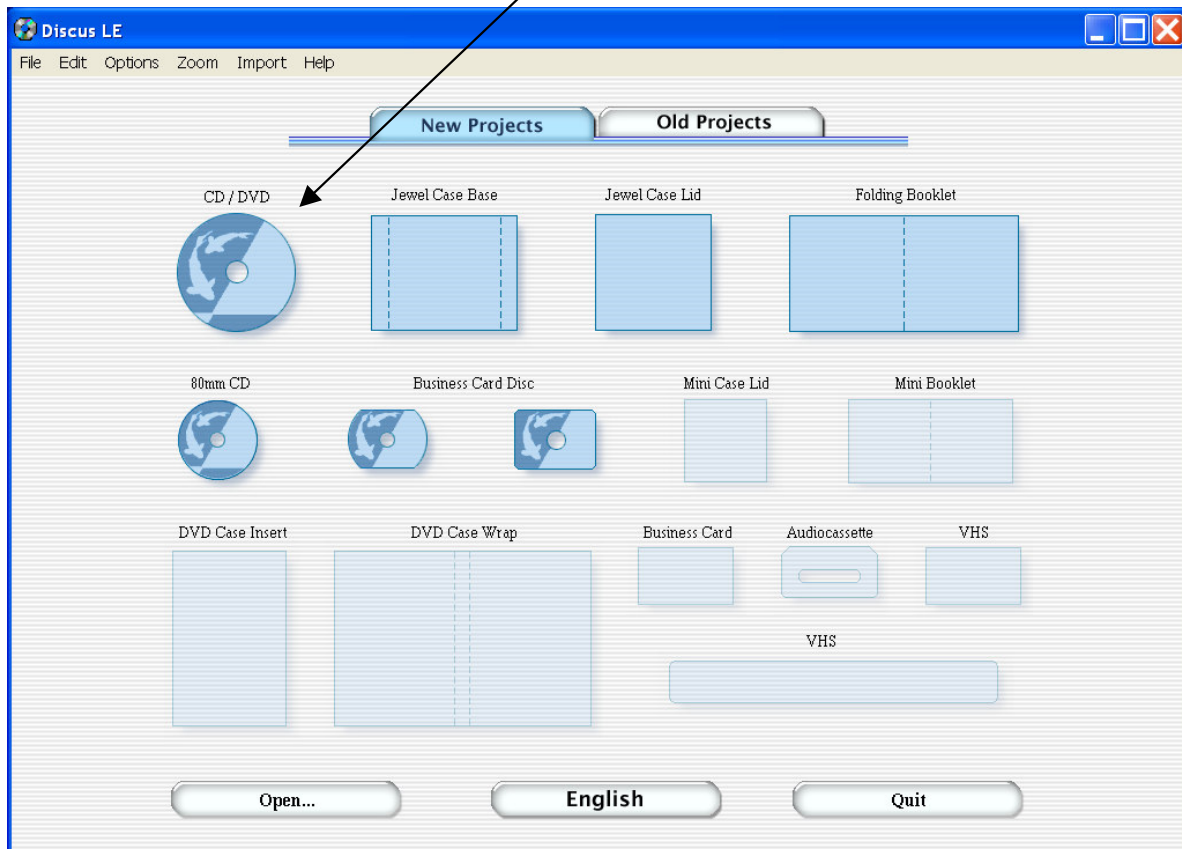 Discus LE
File Edit Options Zoom Import Help
New Projects Old Projects
CD / DVD Jewel Case Base Jewel Case Lid Folding Booklet
80mm CD Business Card Disc Mini Case Lid Mini Booklet
DVD Case Insert DVD Case Wrap Business Card Audiocassette VHS
VHS
Open... English Quit